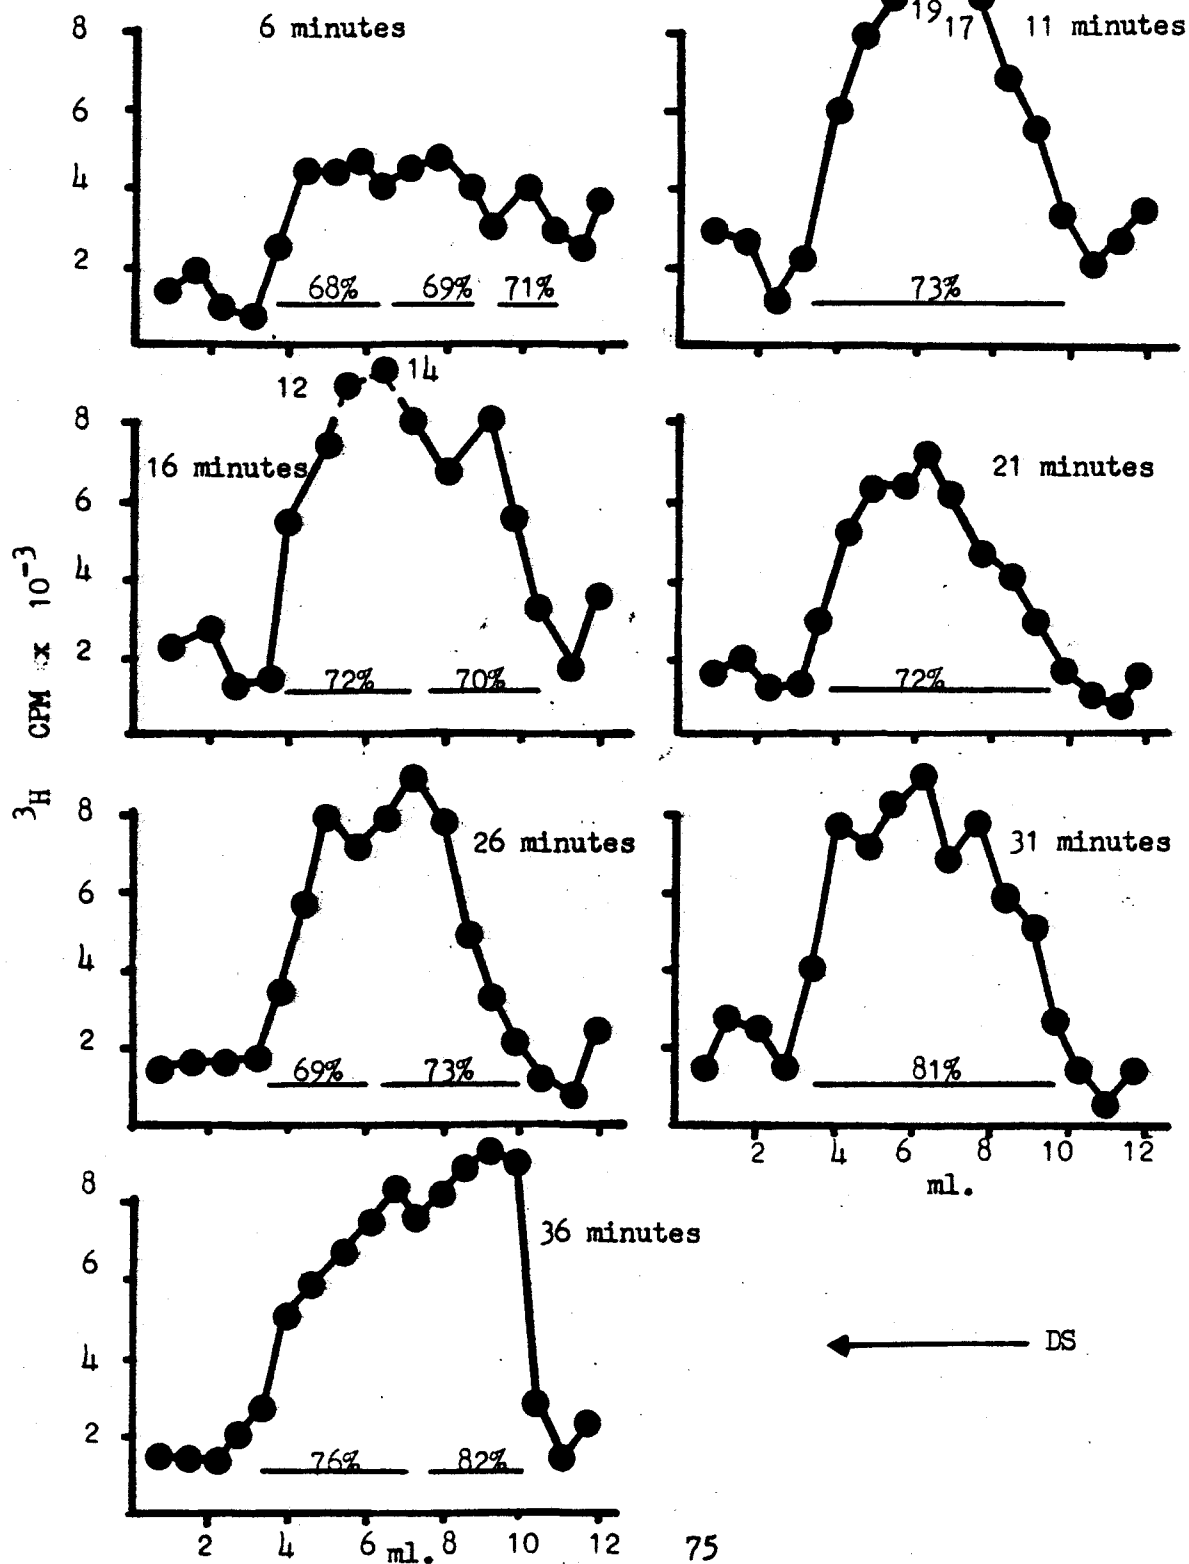 6 minutes
8
6
4
2
68% 69% 71%
19 17
11 minutes
73%
12 14
16 minutes
8
6
4
2
72% 70%
21 minutes
72%
³H CPM x 10⁻³
26 minutes
8
6
4
2
69% 73%
31 minutes
81%
2 4 6 8 10 12
ml.
36 minutes
8
6
4
2
76% 82%
2 4 6 8 10 12
ml.
DS
75